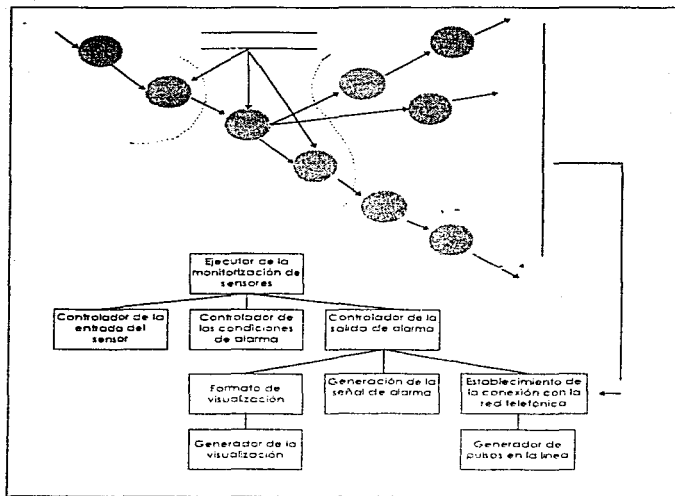 Ejecutor de la
monitorización de
sensores
Controlador de la
entrada del
sensor
Controlador de
las condiciones
de alarma
Controlador de la
salida de alarma
Formato de
visualización
Generación de la
señal de alarma
Establecimiento de
la conexión con la
red telefónica
Generador de la
visualización
Generador de
pulsos en la linea